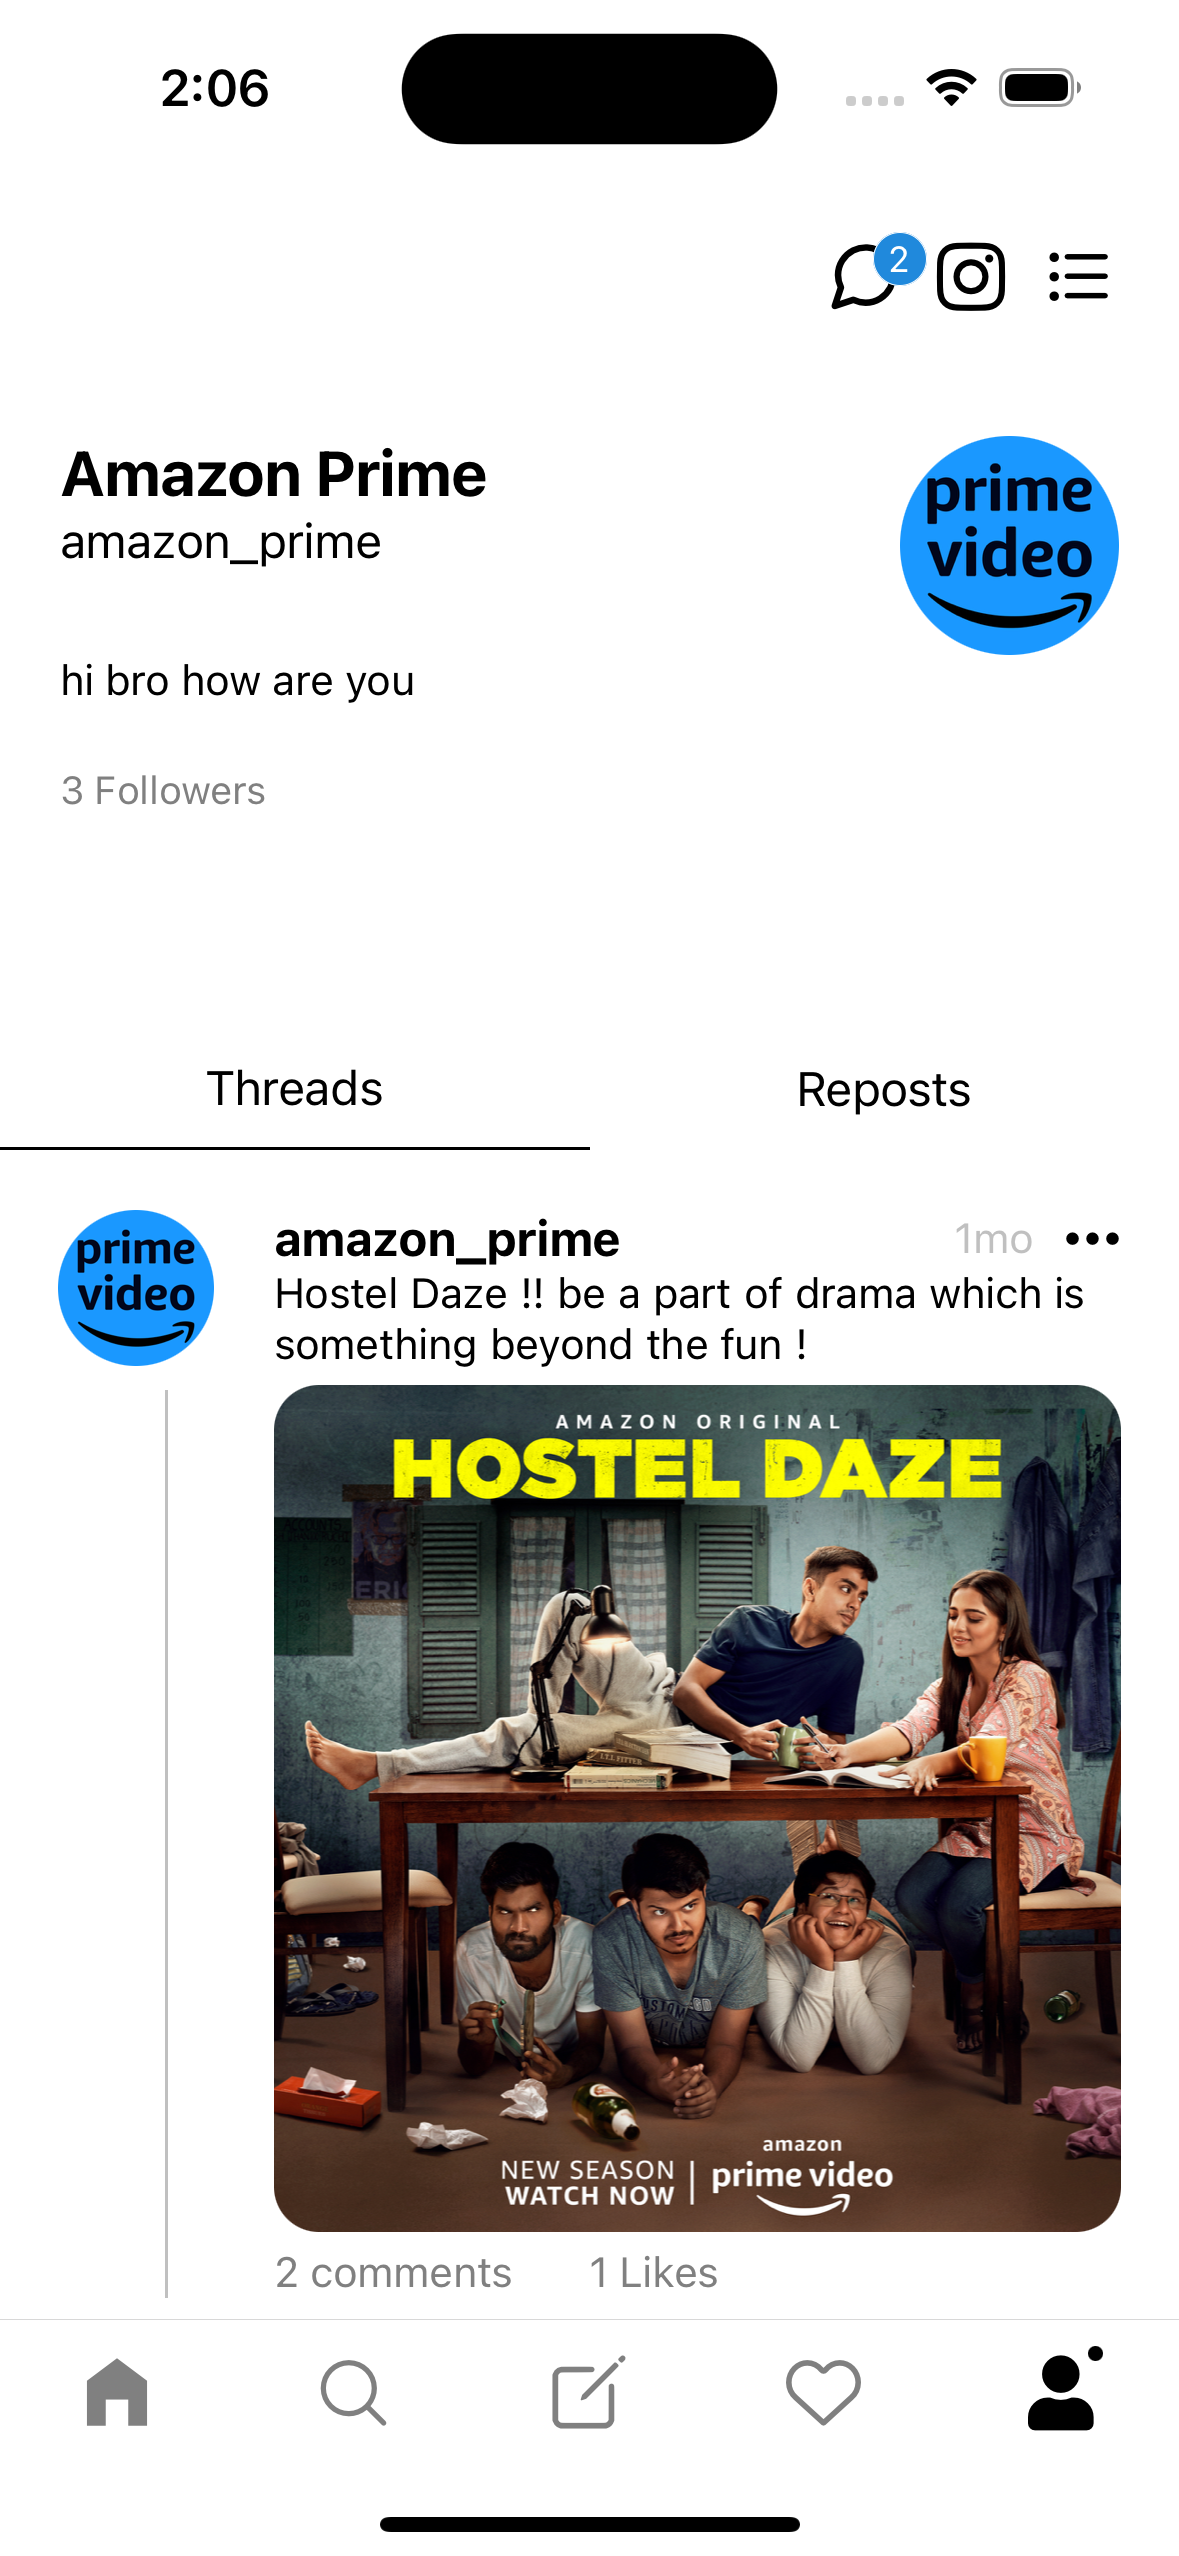 2:06
2
Amazon Prime
amazon_prime
prime
video
hi bro how are you
3 Followers
Threads
Reposts
prime
video
amazon_prime
1mo
Hostel Daze !! be a part of drama which is
something beyond the fun !
AMAZON ORIGINAL
HOSTEL DAZE
NEW SEASON
WATCH NOW
amazon
prime video
2 comments
1 Likes